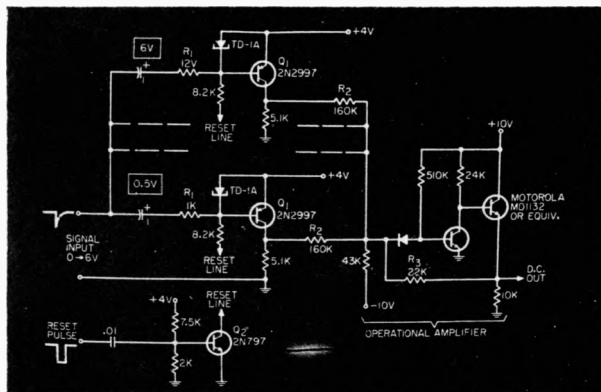 +4V
6V
R1
12V
TD-1A
Q1
2N2997
8.2K
RESET
LINE
R2
160K
5.1K
+10V
0.5V
R1
1K
TD-1A
+4V
Q1
2N2997
510K
24K
MOTOROLA
MD1132
OR EQUIV.
SIGNAL
INPUT
0→6V
8.2K
RESET
LINE
R2
160K
5.1K
43K
R3
22K
D.C.
OUT
-10V
10K
OPERATIONAL AMPLIFIER
RESET
PULSE
.01
+4V
7.5K
2K
RESET
LINE
Q2
2N797